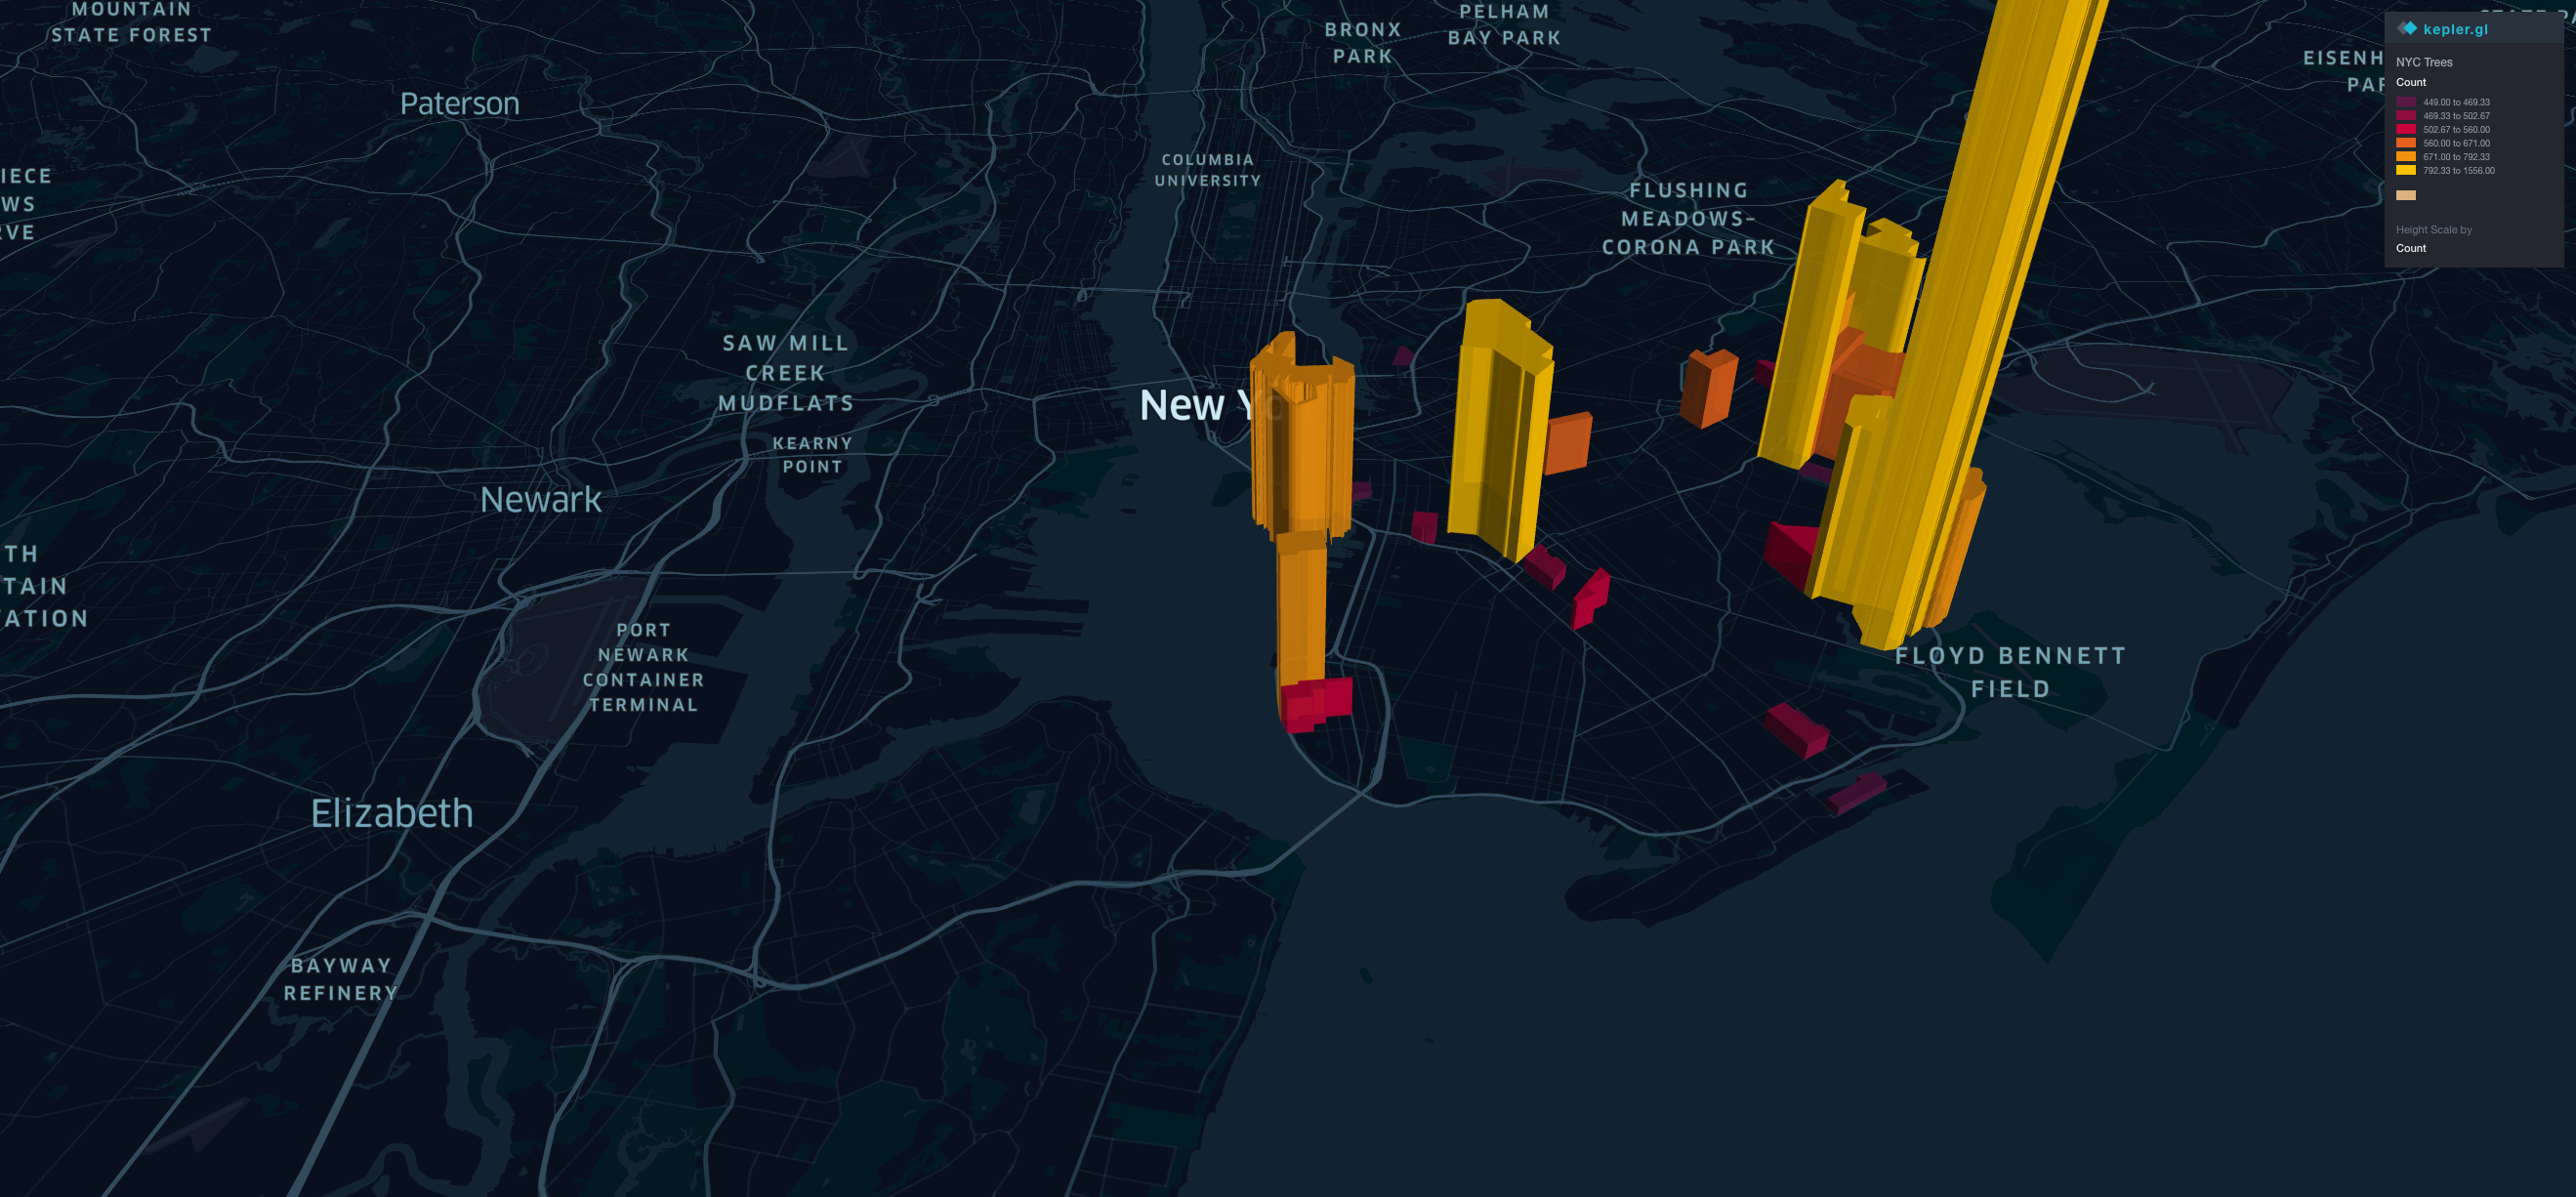 MOUNTAIN
STATE FOREST
Paterson
IECE
WS
RVE
BRONX
PARK
PELHAM
BAY PARK
COLUMBIA
UNIVERSITY
FLUSHING
MEADOWS-
CORONA PARK
EISENH
PAR
SAW MILL
CREEK
MUDFLATS
New Yo
KEARNY
POINT
Newark
TH
TAIN
ATION
PORT
NEWARK
CONTAINER
TERMINAL
FLOYD BENNETT
FIELD
Elizabeth
BAYWAY
REFINERY
kepler.gl
NYC Trees
Count
449.00 to 469.33
469.33 to 502.67
502.67 to 560.00
560.00 to 671.00
671.00 to 792.33
792.33 to 1556.00
Height Scale by
Count